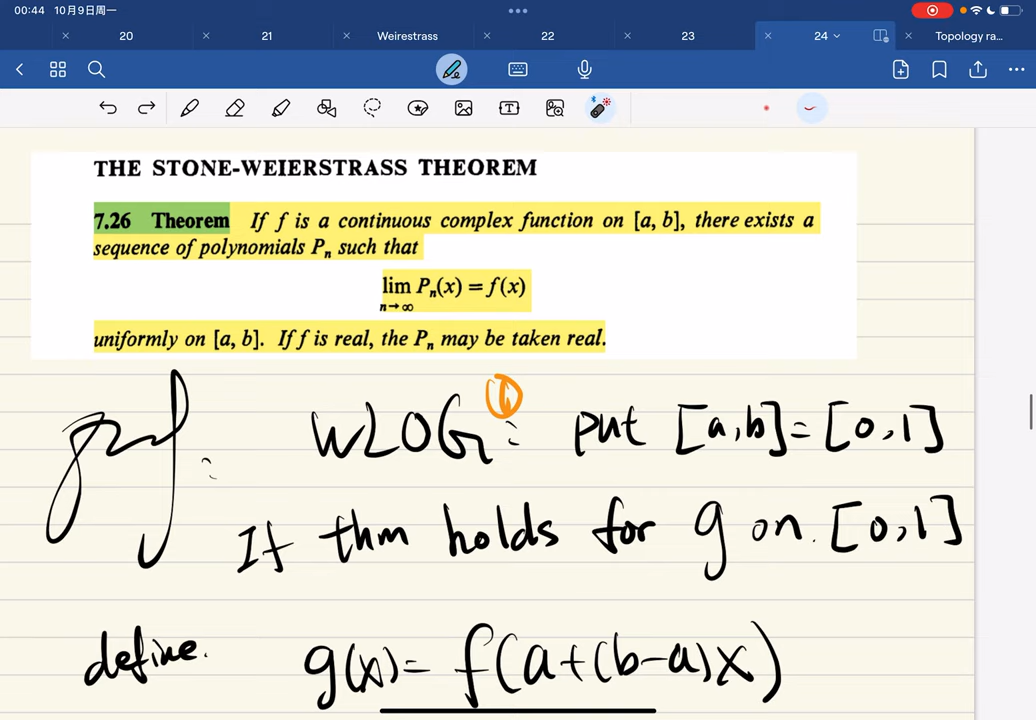 00:44 10月9日周一
20
21
Weirestrass
22
23
24
Topology ra...
THE STONE-WEIERSTRASS THEOREM
7.26 Theorem If f is a continuous complex function on [a, b], there exists a
sequence of polynomials Pₙ such that
lim Pₙ(x) = f(x)
n→∞
uniformly on [a, b]. If f is real, the Pₙ may be taken real.
proof: WLOG ① : put [a,b]=[0,1]
If thm holds for g on. [0,1]
define. g(x)= f(a+(b-a)x)